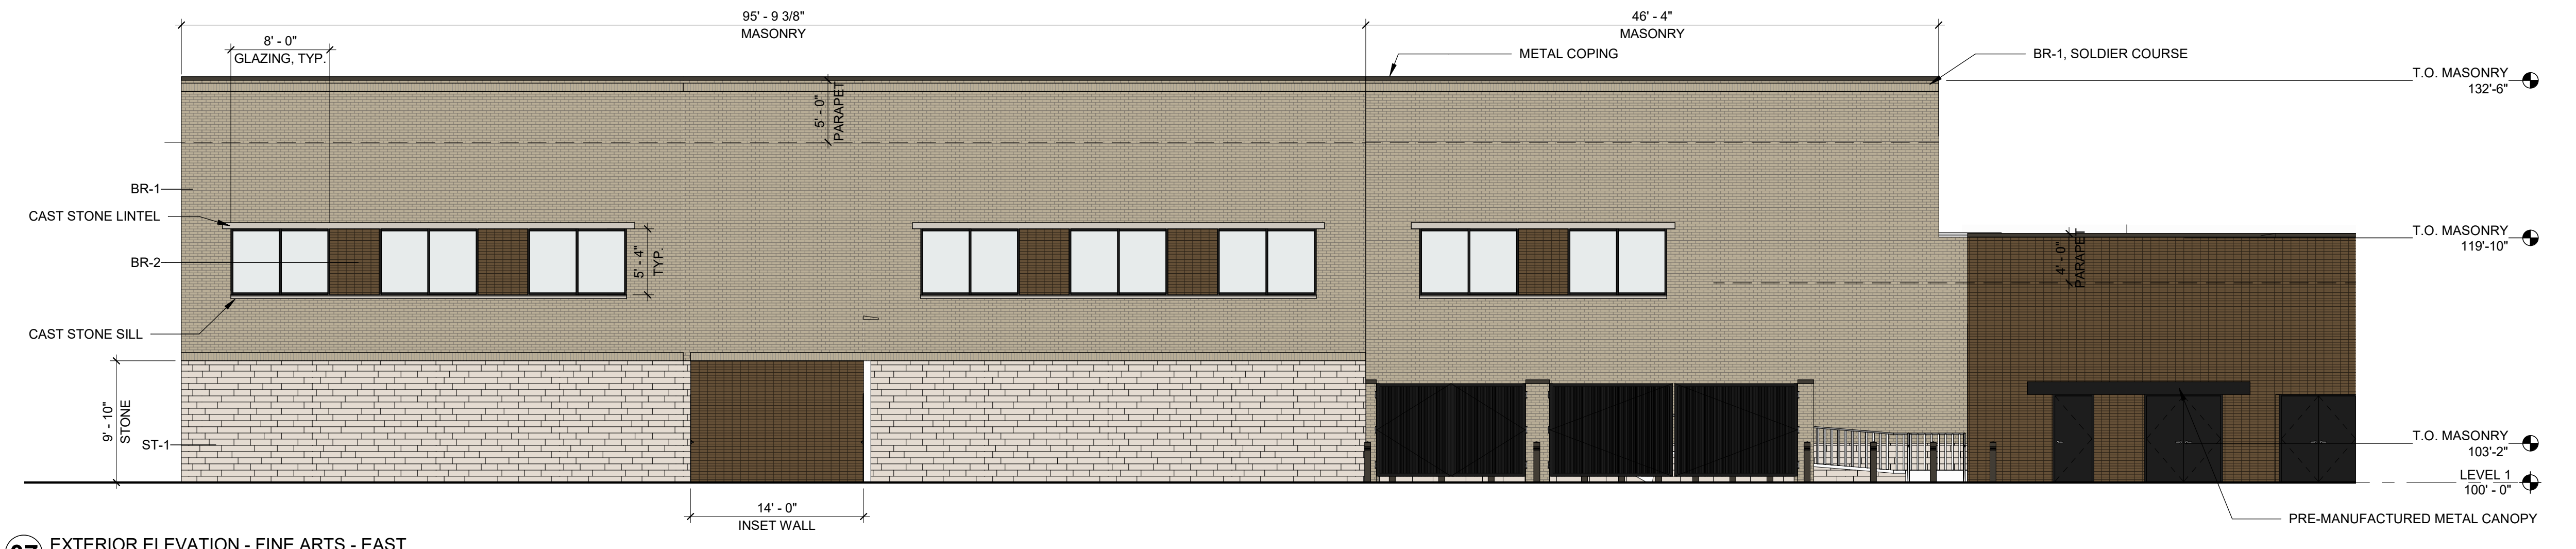 95' - 9 3/8"
MASONRY
46' - 4"
MASONRY
8' - 0"
GLAZING, TYP.
METAL COPING
BR-1, SOLDIER COURSE
T.O. MASONRY
132'-6"
5' - 0"
PARAPET
BR-1
CAST STONE LINTEL
BR-2
5' - 4"
TYP.
T.O. MASONRY
119'-10"
4' - 0"
PARAPET
CAST STONE SILL
9' - 10"
STONE
ST-1
T.O. MASONRY
103'-2"
LEVEL 1
100' - 0"
14' - 0"
INSET WALL
PRE-MANUFACTURED METAL CANOPY
EXTERIOR ELEVATION - FINE ARTS - EAST